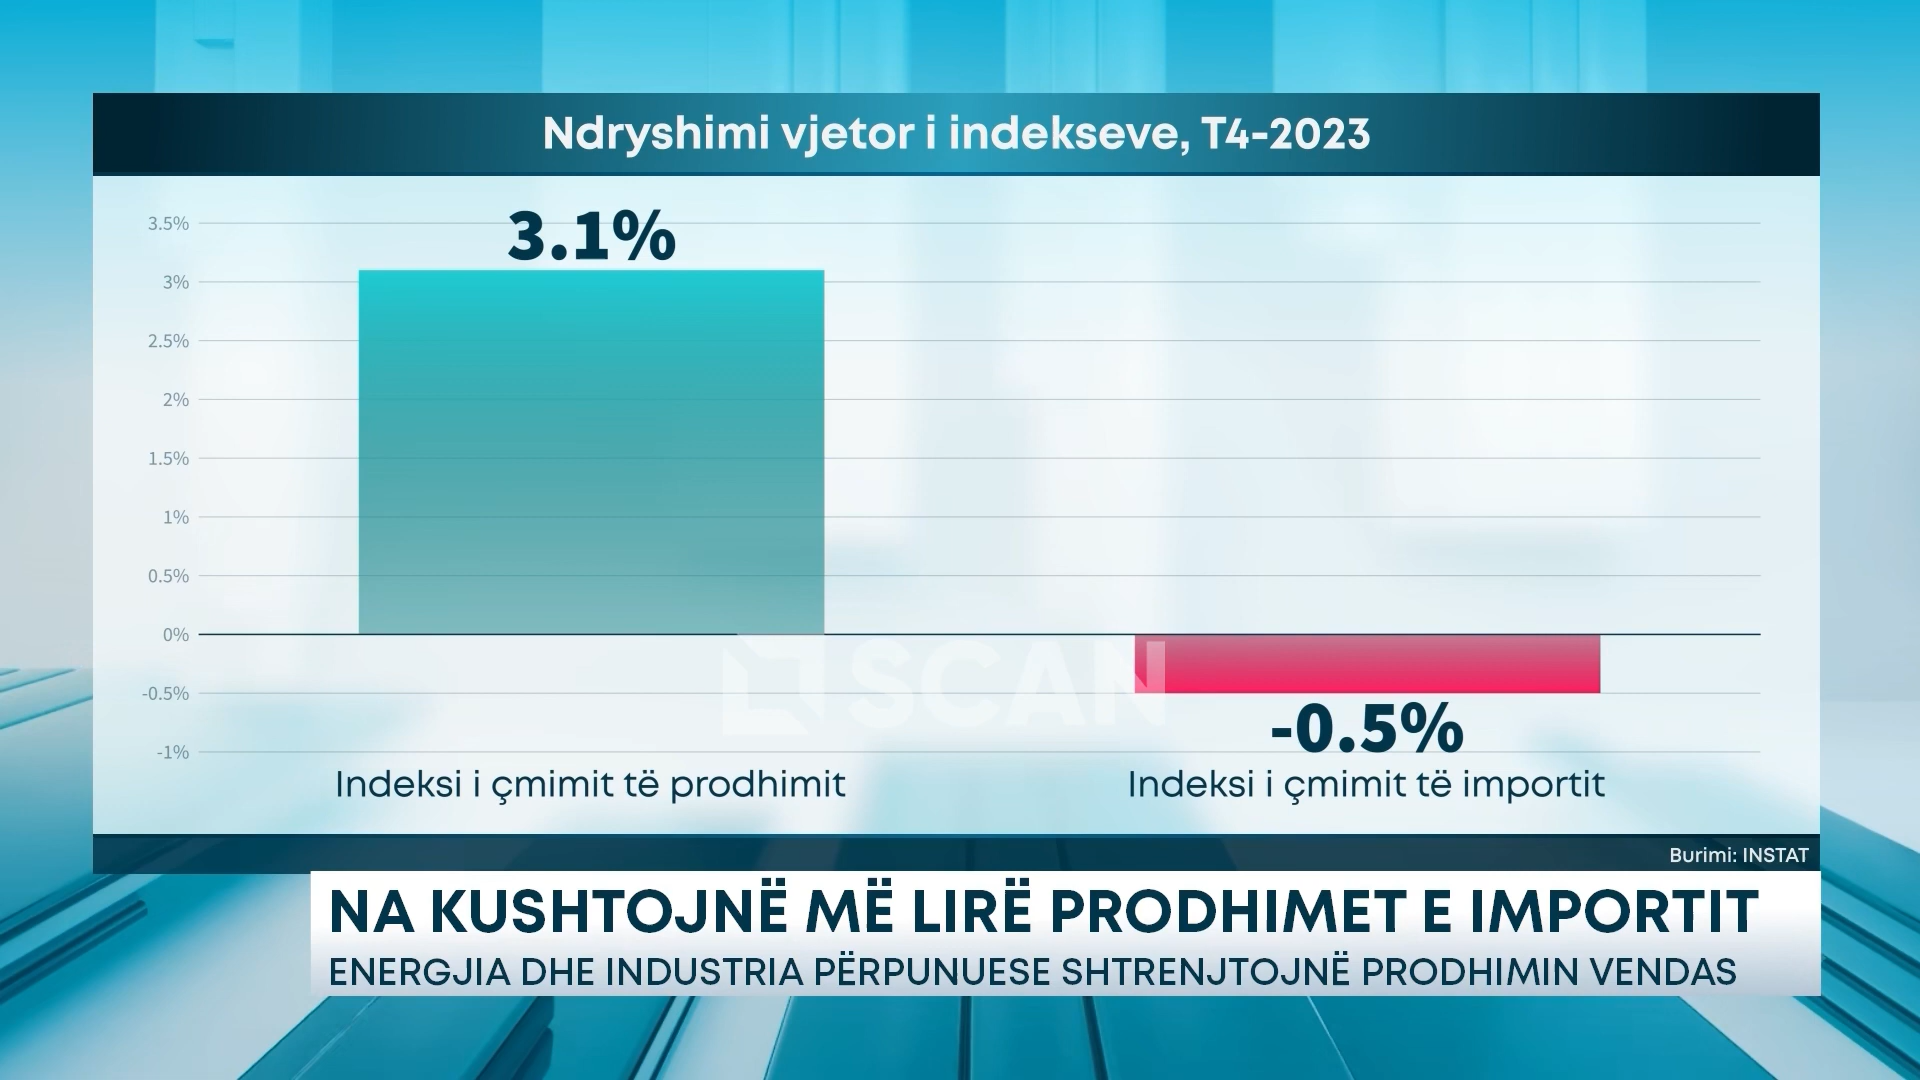 Ndryshimi vjetor i indekseve, T4-2023
3.5%
3.1%
3%
2.5%
2%
1.5%
1%
0.5%
0%
SCAN
-0.5%
-0.5%
-1%
Indeksi i çmimit të prodhimit
Indeksi i çmimit të importit
Burimi: INSTAT
NA KUSHTOJNË MË LIRË PRODHIMET E IMPORTIT
ENERGJIA DHE INDUSTRIA PËRPUNUESE SHTRENJTOJNË PRODHIMIN VENDAS